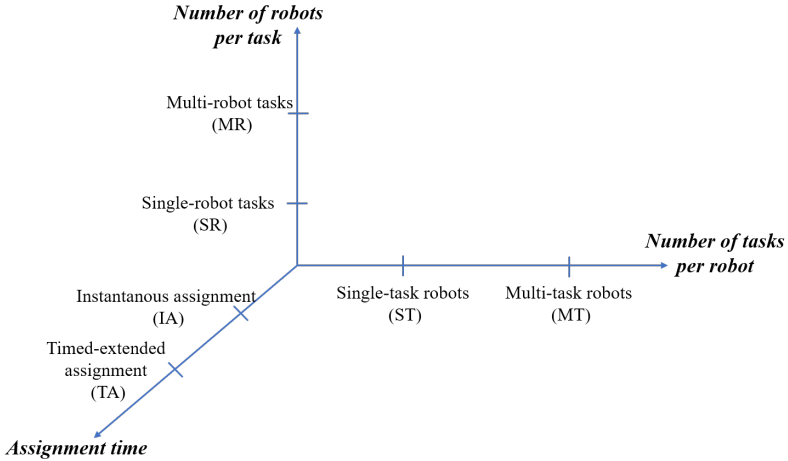 Number of robots
per task
Multi-robot tasks
(MR)
Single-robot tasks
(SR)
Number of tasks
per robot
Instantanous assignment
(IA)
Single-task robots
(ST)
Multi-task robots
(MT)
Timed-extended
assignment
(TA)
Assignment time